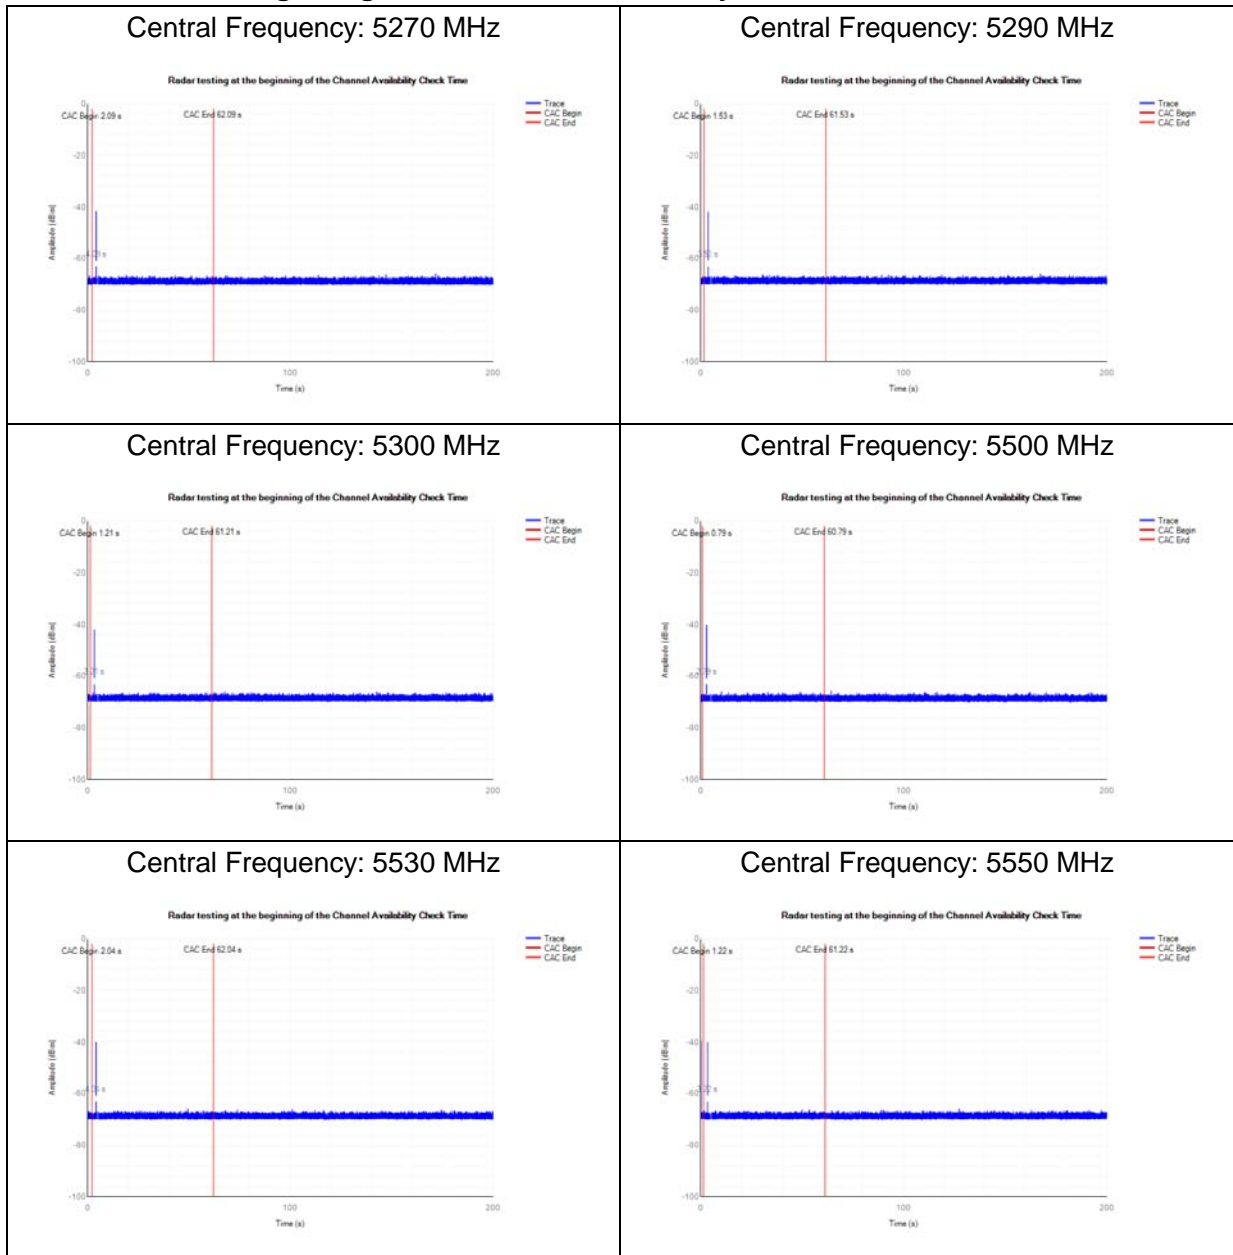 Central Frequency: 5270 MHz
Radar testing at the beginning of the Channel Availability Check Time
CAC Begin 2.09 s
CAC End 62.09 s
Trace
CAC Begin
CAC End
0
-20
-40
-60
-80
-100
Amplitude [dBm]
0
100
200
Time (s)
Central Frequency: 5290 MHz
Radar testing at the beginning of the Channel Availability Check Time
CAC Begin 1.53 s
CAC End 61.53 s
Trace
CAC Begin
CAC End
0
-20
-40
-60
-80
-100
Amplitude [dBm]
0
100
200
Time (s)
Central Frequency: 5300 MHz
Radar testing at the beginning of the Channel Availability Check Time
CAC Begin 1.21 s
CAC End 61.21 s
Trace
CAC Begin
CAC End
0
-20
-40
-60
-80
-100
Amplitude [dBm]
0
100
200
Time (s)
Central Frequency: 5500 MHz
Radar testing at the beginning of the Channel Availability Check Time
CAC Begin 0.79 s
CAC End 60.79 s
Trace
CAC Begin
CAC End
0
-20
-40
-60
-80
-100
Amplitude [dBm]
0
100
200
Time (s)
Central Frequency: 5530 MHz
Radar testing at the beginning of the Channel Availability Check Time
CAC Begin 2.04 s
CAC End 62.04 s
Trace
CAC Begin
CAC End
0
-20
-40
-60
-80
-100
Amplitude [dBm]
0
100
200
Time (s)
Central Frequency: 5550 MHz
Radar testing at the beginning of the Channel Availability Check Time
CAC Begin 1.22 s
CAC End 61.22 s
Trace
CAC Begin
CAC End
0
-20
-40
-60
-80
-100
Amplitude [dBm]
0
100
200
Time (s)